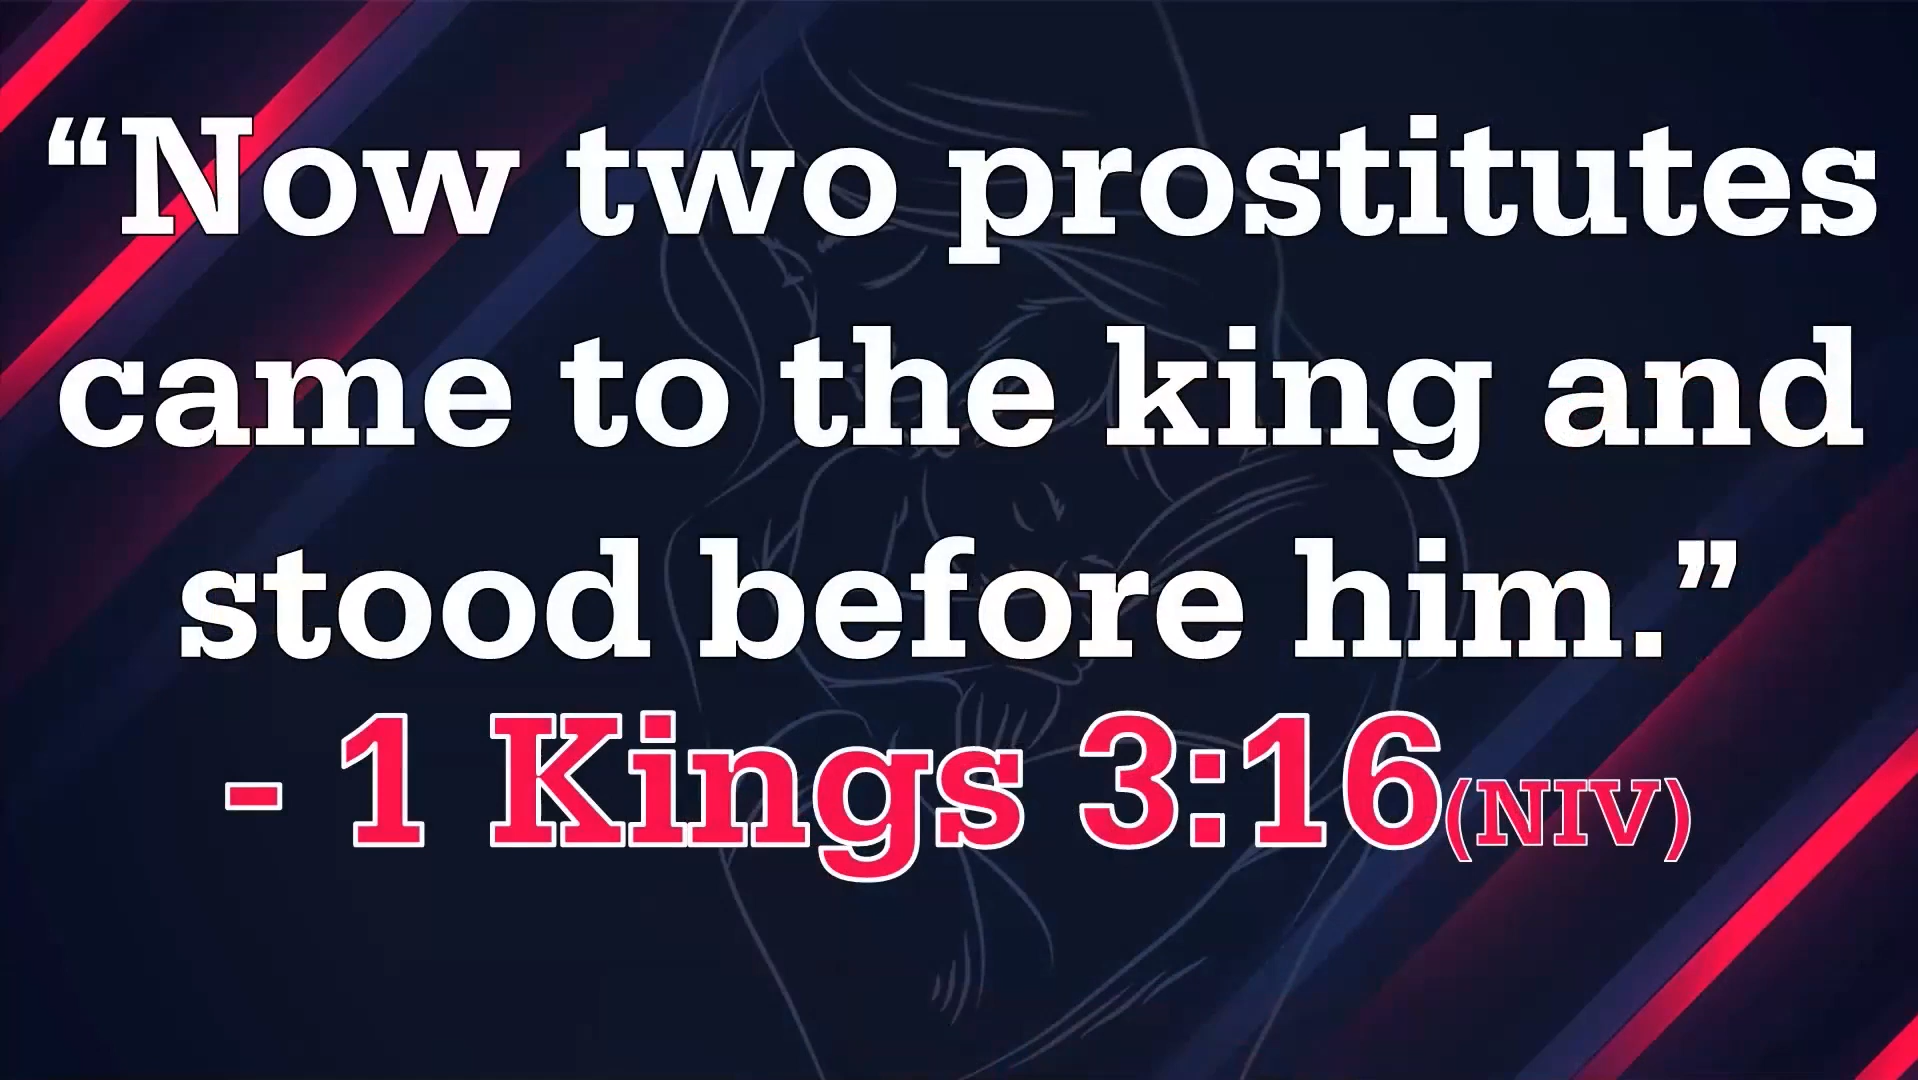 “Now two prostitutes
came to the king and
stood before him.”
- 1 Kings 3:16(NIV)